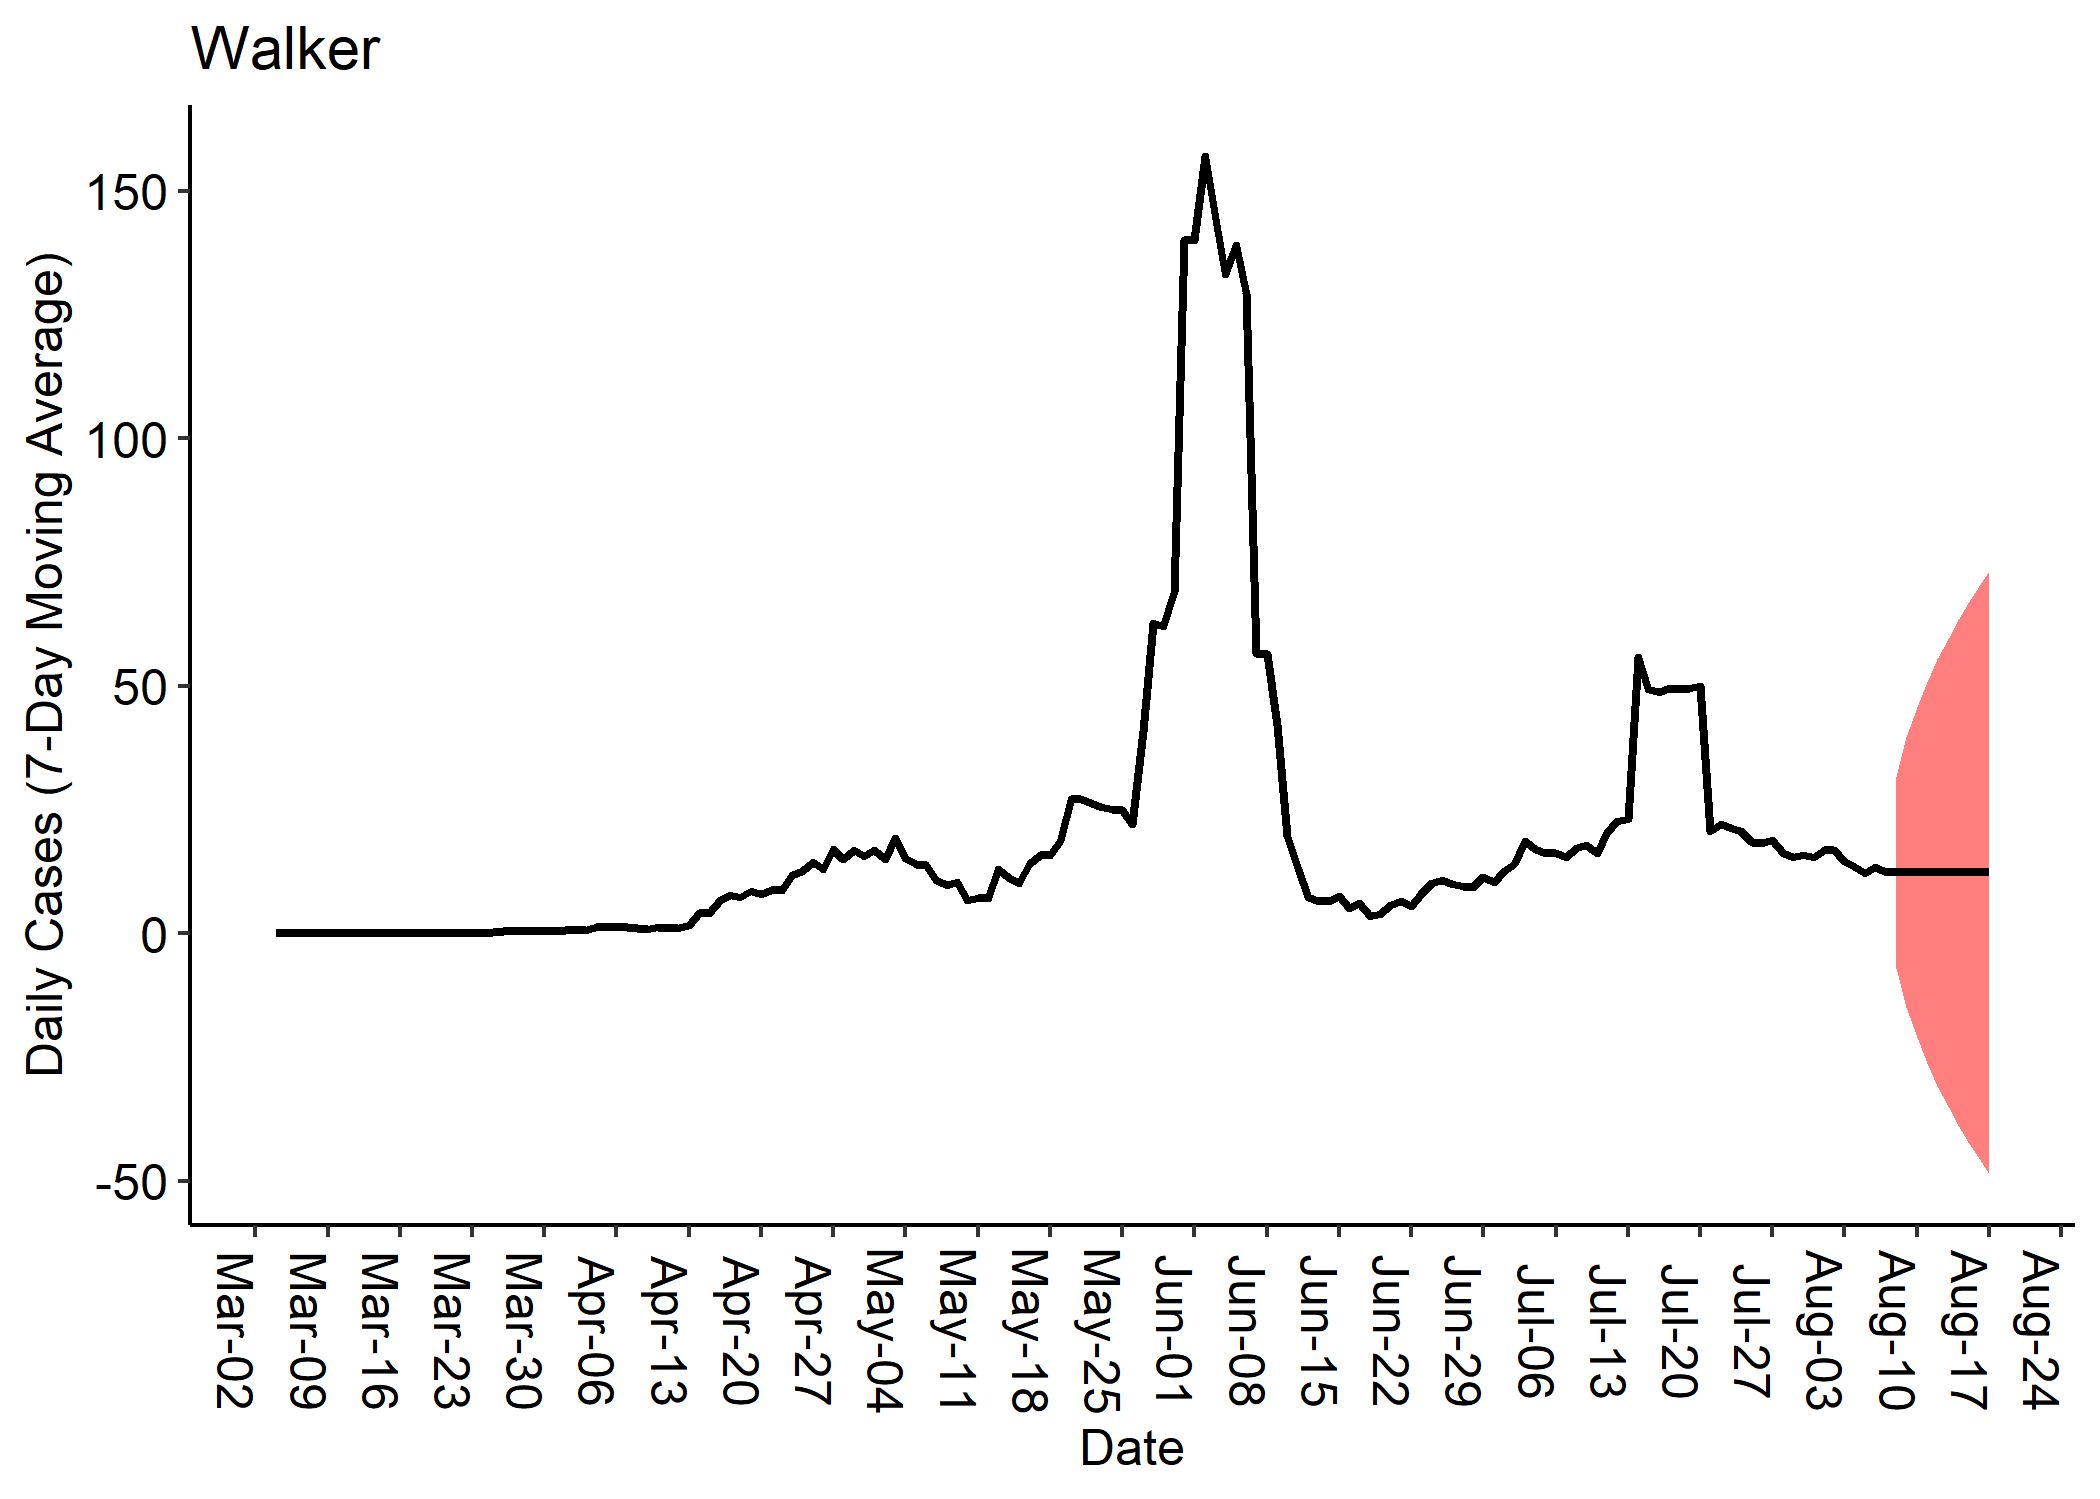 Walker
Daily Cases (7-Day Moving Average)
150
100
50
0
-50
Mar-02
Mar-09
Mar-16
Mar-23
Mar-30
Apr-06
Apr-13
Apr-20
Apr-27
May-04
May-11
May-18
May-25
Jun-01
Jun-08
Jun-15
Jun-22
Jun-29
Jul-06
Jul-13
Jul-20
Jul-27
Aug-03
Aug-10
Aug-17
Aug-24
Date